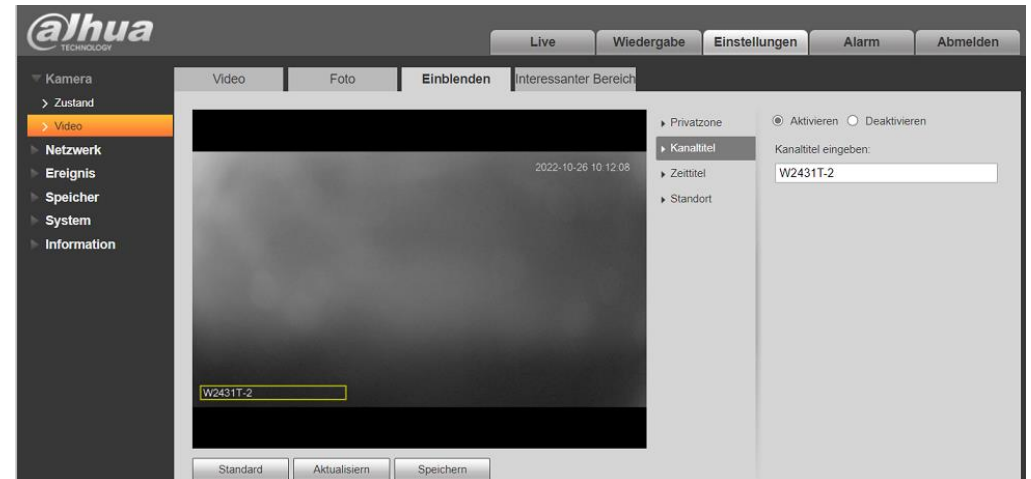 alhua
TECHNOLOGY
Live Wiedergabe Einstellungen Alarm Abmelden
Kamera
Zustand
Video
Netzwerk
Ereignis
Speicher
System
Information
Video Foto Einblenden Interessanter Bereich
2022-10-26 10:12:08
W2431T-2
Privatzone
Kanaltitel
Zeittitel
Standort
Aktivieren Deaktivieren
Kanaltitel eingeben:
W2431T-2
Standard Aktualisiern Speichern